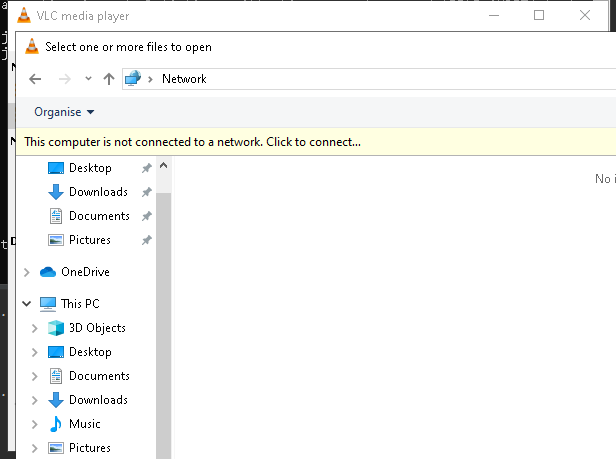 VLC media player
Select one or more files to open
Network
Organise
This computer is not connected to a network. Click to connect...
No i
Desktop
Downloads
Documents
Pictures
OneDrive
This PC
3D Objects
Desktop
Documents
Downloads
Music
Pictures